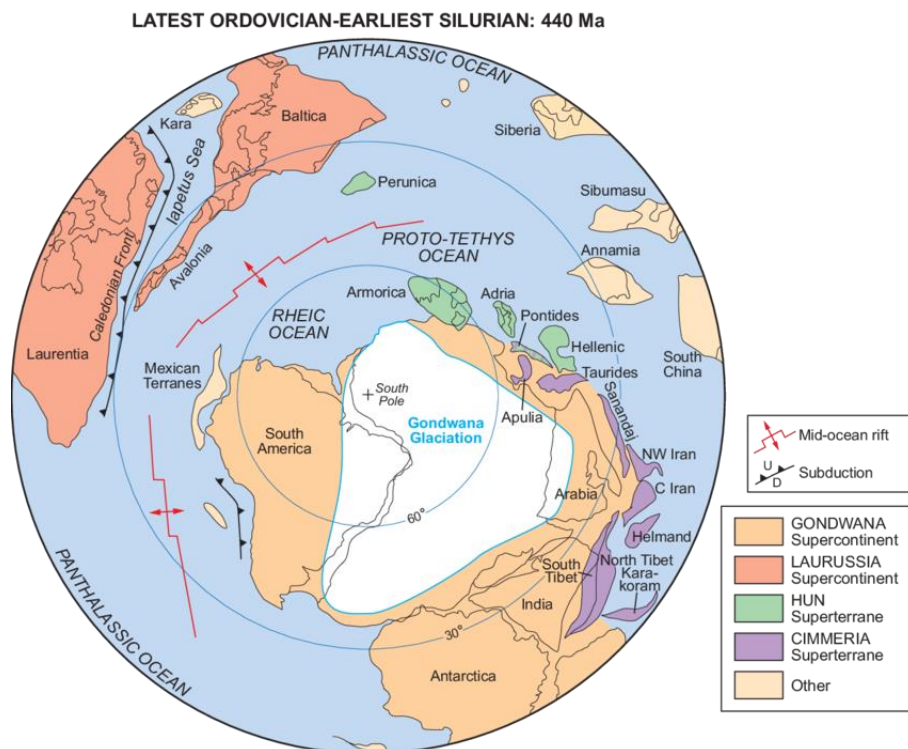 LATEST ORDOVICIAN-EARLIEST SILURIAN: 440 Ma
PANTHALASSIC OCEAN
Kara
Baltica
Siberia
Iapetus Sea
Perunica
Sibumasu
Caledonian Front
Avalonia
PROTO-TETHYS
OCEAN
Annamia
Armorica
Adria
RHEIC
OCEAN
Pontides
Hellenic
Laurentia
Mexican
Terranes
Taurides
South
China
South
Pole
Apulia
Sanandaj
Gondwana
Glaciation
South
America
NW Iran
Arabia
C Iran
60°
Helmand
South
Tibet
North Tibet
Kara-
koram
India
30°
PANTHALASSIC OCEAN
Antarctica
Mid-ocean rift
U
D
Subduction
GONDWANA
Supercontinent
LAURUSSIA
Supercontinent
HUN
Superterrane
CIMMERIA
Superterrane
Other